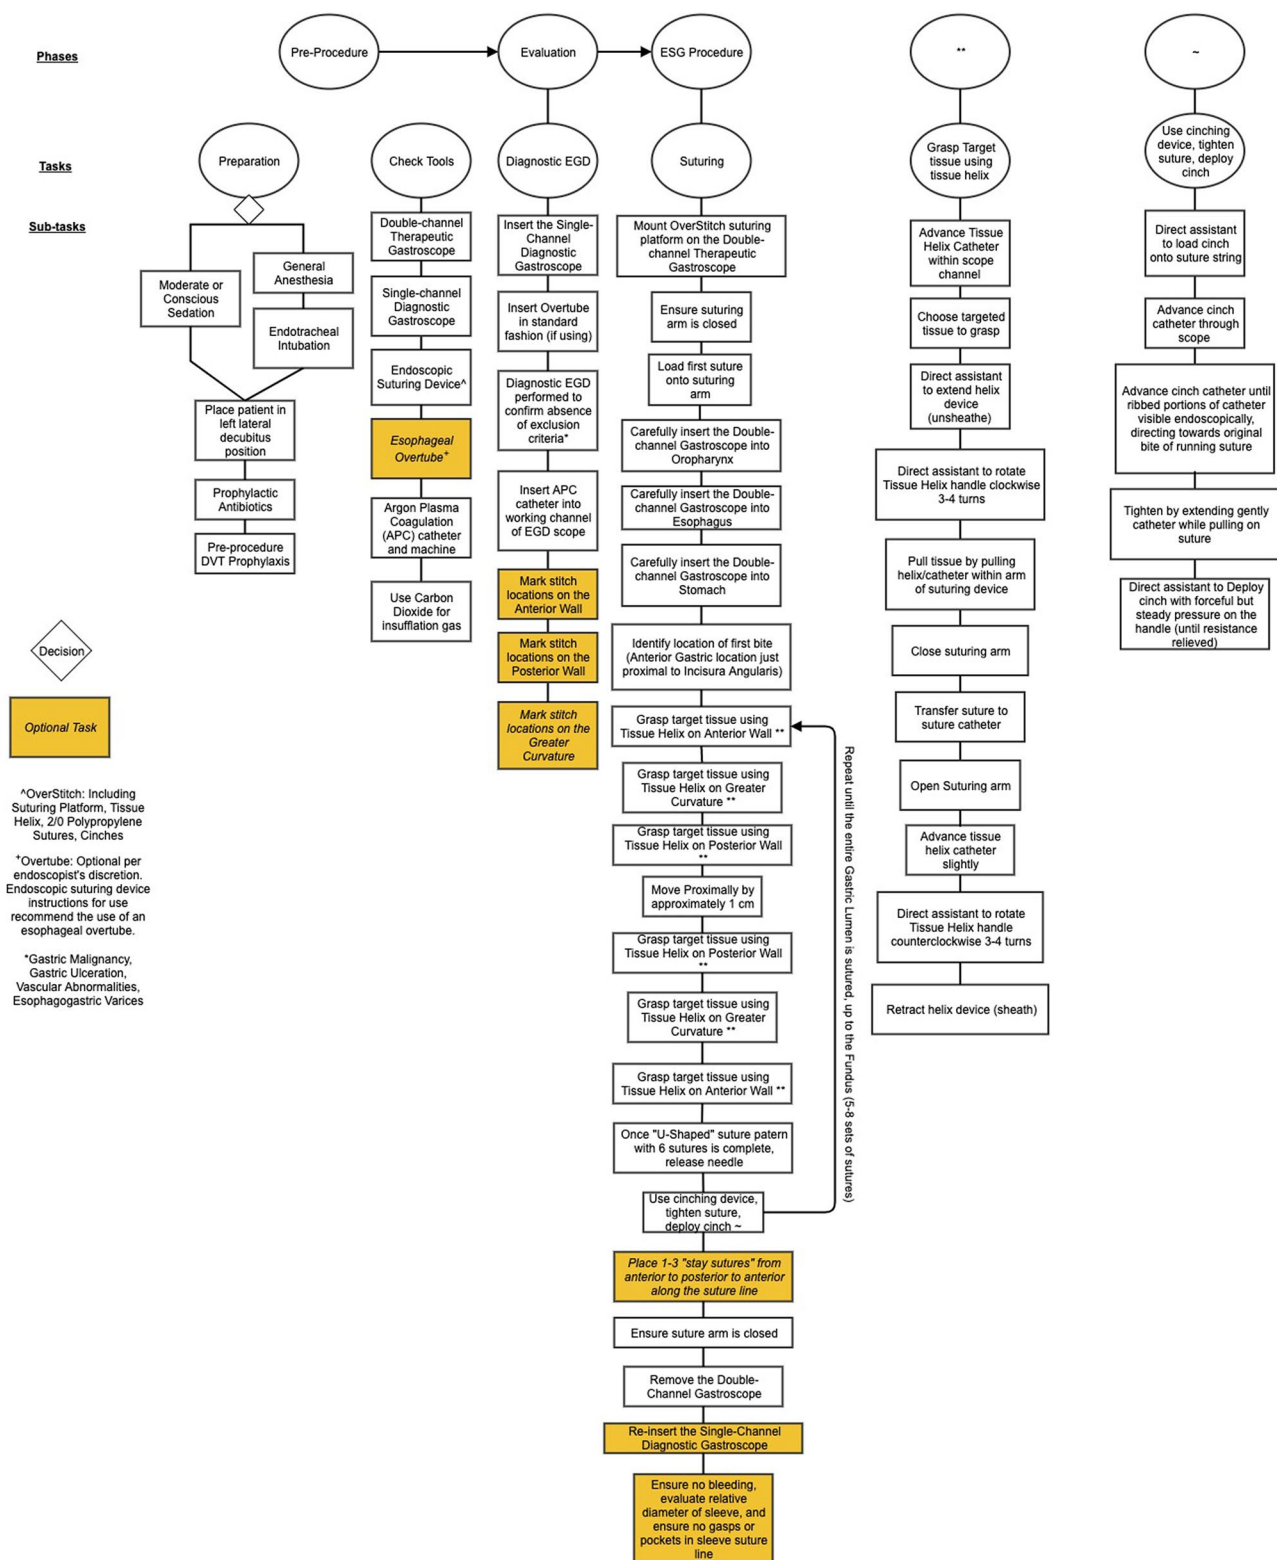 Phases
Pre-Procedure
Evaluation
ESG Procedure
**
~
Tasks
Preparation
Check Tools
Diagnostic EGD
Suturing
Grasp Target
tissue using
tissue helix
Use cinching
device, tighten
suture, deploy
cinch
Sub-tasks
Moderate or
Conscious
Sedation
General
Anesthesia
Endotracheal
Intubation
Place patient in
left lateral
decubitus
position
Prophylactic
Antibiotics
Pre-procedure
DVT Prophylaxis
Double-channel
Therapeutic
Gastroscope
Single-channel
Diagnostic
Gastroscope
Endoscopic
Suturing Device^
Esophageal
Overtube+
Argon Plasma
Coagulation
(APC) catheter
and machine
Use Carbon
Dioxide for
insufflation gas
Insert the Single-
Channel
Diagnostic
Gastroscope
Insert Overtube
in standard
fashion (if using)
Diagnostic EGD
performed to
confirm absence
of exclusion
criteria*
Insert APC
catheter into
working channel
of EGD scope
Mark stitch
locations on the
Anterior Wall
Mark stitch
locations on the
Posterior Wall
Mark stitch
locations on the
Greater
Curvature
Mount OverStitch suturing
platform on the Double-
channel Therapeutic
Gastroscope
Ensure suturing
arm is closed
Load first suture
onto suturing
arm
Carefully insert the Double-
channel Gastroscope into
Oropharynx
Carefully insert the Double-
channel Gastroscope into
Esophagus
Carefully insert the Double-
channel Gastroscope into
Stomach
Identify location of first bite
(Anterior Gastric location just
proximal to Incisura Angularis)
Grasp target tissue using
Tissue Helix on Anterior Wall **
Grasp target tissue using
Tissue Helix on Greater
Curvature **
Grasp target tissue using
Tissue Helix on Posterior Wall
**
Move Proximally by
approximately 1 cm
Grasp target tissue using
Tissue Helix on Posterior Wall
**
Grasp target tissue using
Tissue Helix on Greater
Curvature **
Grasp target tissue using
Tissue Helix on Anterior Wall **
Once "U-Shaped" suture patern
with 6 sutures is complete,
release needle
Use cinching device,
tighten suture,
deploy cinch ~
Repeat until the entire Gastric Lumen is sutured, up to the Fundus (5-8 sets of sutures)
Place 1-3 "stay sutures" from
anterior to posterior to anterior
along the suture line
Ensure suture arm is closed
Remove the Double-
Channel Gastroscope
Re-insert the Single-Channel
Diagnostic Gastroscope
Ensure no bleeding,
evaluate relative
diameter of sleeve, and
ensure no gasps or
pockets in sleeve suture
line
Advance Tissue
Helix Catheter
within scope
channel
Choose targeted
tissue to grasp
Direct assistant
to extend helix
device
(unsheathe)
Direct assistant to rotate
Tissue Helix handle clockwise
3-4 turns
Pull tissue by pulling
helix/catheter within arm
of suturing device
Close suturing arm
Transfer suture to
suture catheter
Open Suturing arm
Advance tissue
helix catheter
slightly
Direct assistant to rotate
Tissue Helix handle
counterclockwise 3-4 turns
Retract helix device (sheath)
Direct assistant
to load cinch
onto suture string
Advance cinch
catheter through
scope
Advance cinch catheter until
ribbed portions of catheter
visible endoscopically,
directing towards original
bite of running suture
Tighten by extending gently
catheter while pulling on
suture
Direct assistant to Deploy
cinch with forceful but
steady pressure on the
handle (until resistance
relieved)
Decision
Optional Task
^OverStitch: Including
Suturing Platform, Tissue
Helix, 2/0 Polypropylene
Sutures, Cinches
+Overtube: Optional per
endoscopist's discretion.
Endoscopic suturing device
instructions for use
recommend the use of an
esophageal overtube.
*Gastric Malignancy,
Gastric Ulceration,
Vascular Abnormalities,
Esophagogastric Varices